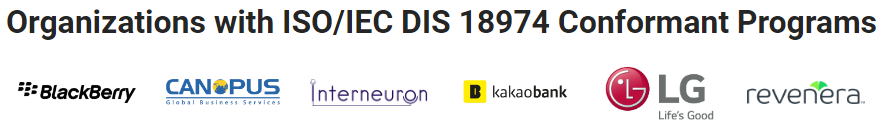 Organizations with ISO/IEC DIS 18974 Conformant Programs
BlackBerry
CANOPUS
Global Business Services
Interneuron
B kakaobank
LG
Life's Good
revenera